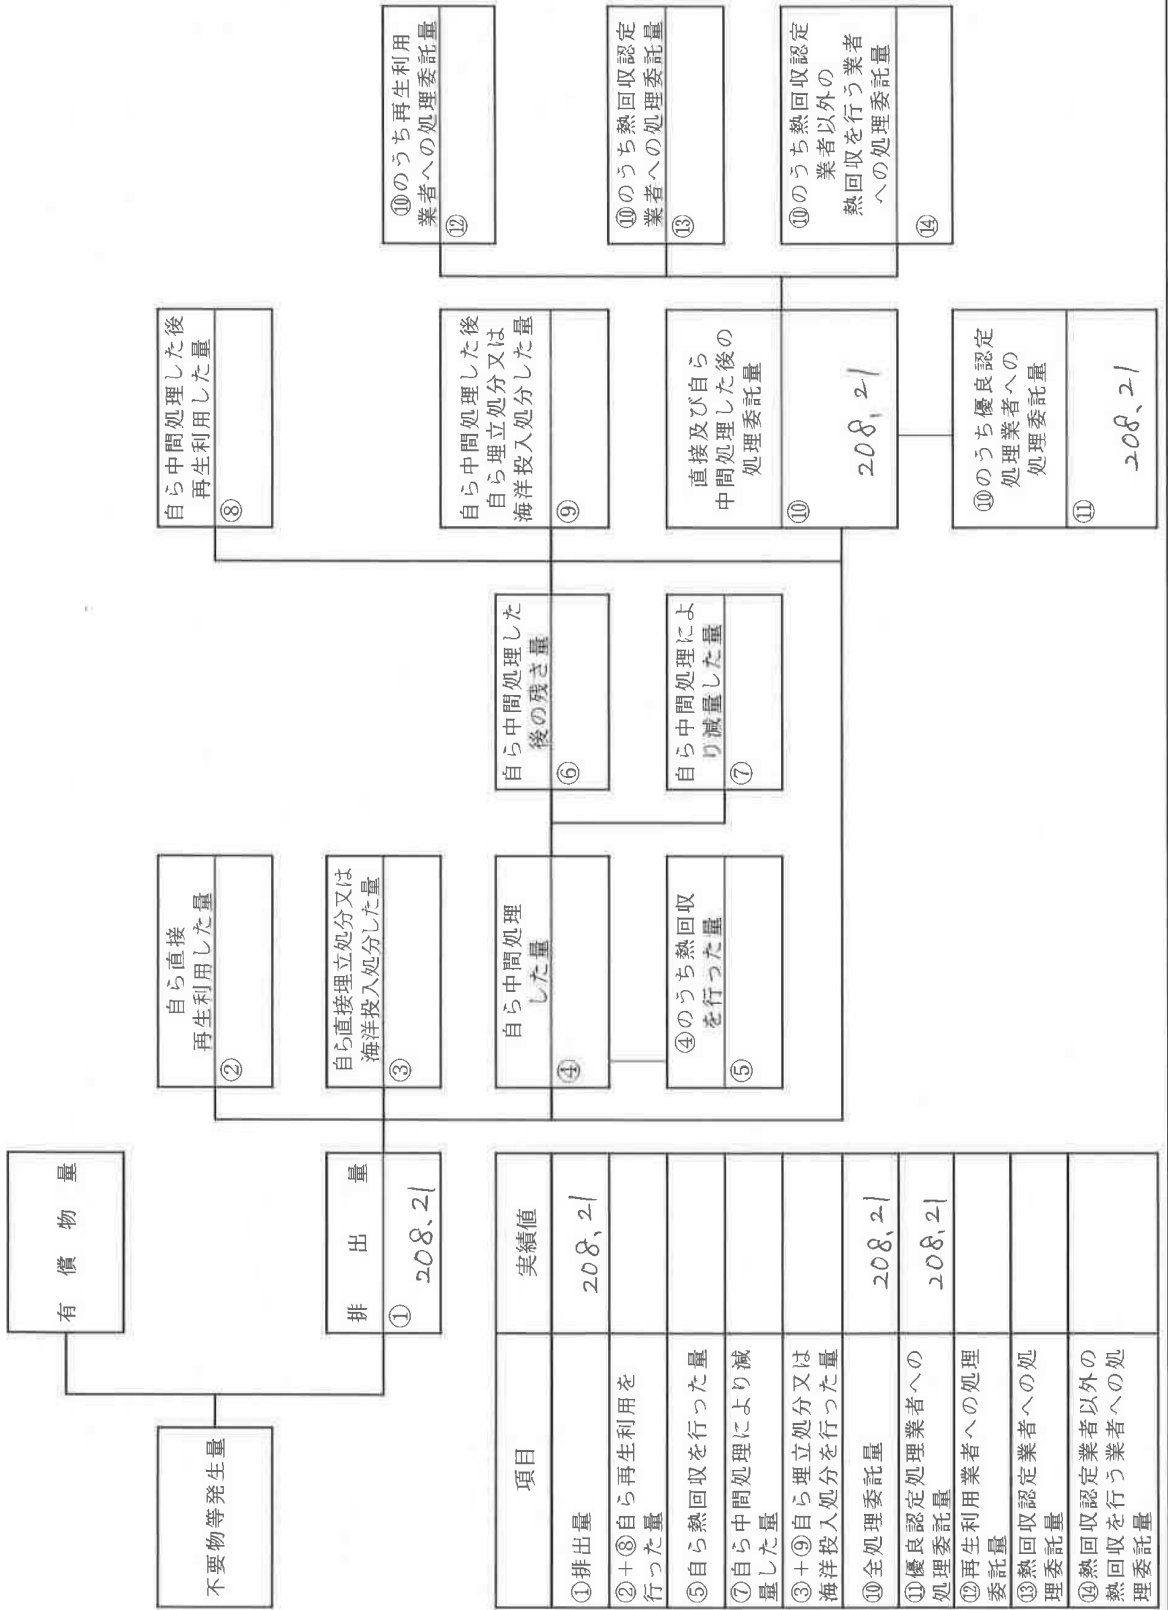 不要物等発生量
有償物量
排出量
①
208.21
自ら直接
再生利用した量
②
自ら直接埋立処分又は
海洋投入処分した量
③
自ら中間処理
した量
④
④のうち熱回収
を行った量
⑤
自ら中間処理した
後の残さ量
⑥
自ら中間処理によ
り減量した量
⑦
自ら中間処理した後
再生利用した量
⑧
自ら中間処理した後
自ら埋立処分又は
海洋投入処分した量
⑨
直接及び自ら
中間処理した後の
処理委託量
⑩
208.21
⑩のうち優良認定
処理業者への
処理委託量
⑪
208.21
⑩のうち再生利用
業者への処理委託量
⑫
⑩のうち熱回収認定
業者への処理委託量
⑬
⑩のうち熱回収認定
業者以外の
熱回収を行う業者
への処理委託量
⑭
項目
実績値
①排出量
208.21
②+⑧自ら再生利用を
行った量
⑤自ら熱回収を行った量
⑦自ら中間処理により減
量した量
③+⑨自ら埋立処分又は
海洋投入処分を行った量
⑩全処理委託量
208.21
⑪優良認定処理業者への
処理委託量
208.21
⑫再生利用業者への処理
委託量
⑬熱回収認定業者への処
理委託量
⑭熱回収認定業者以外の
熱回収を行う業者への処
理委託量